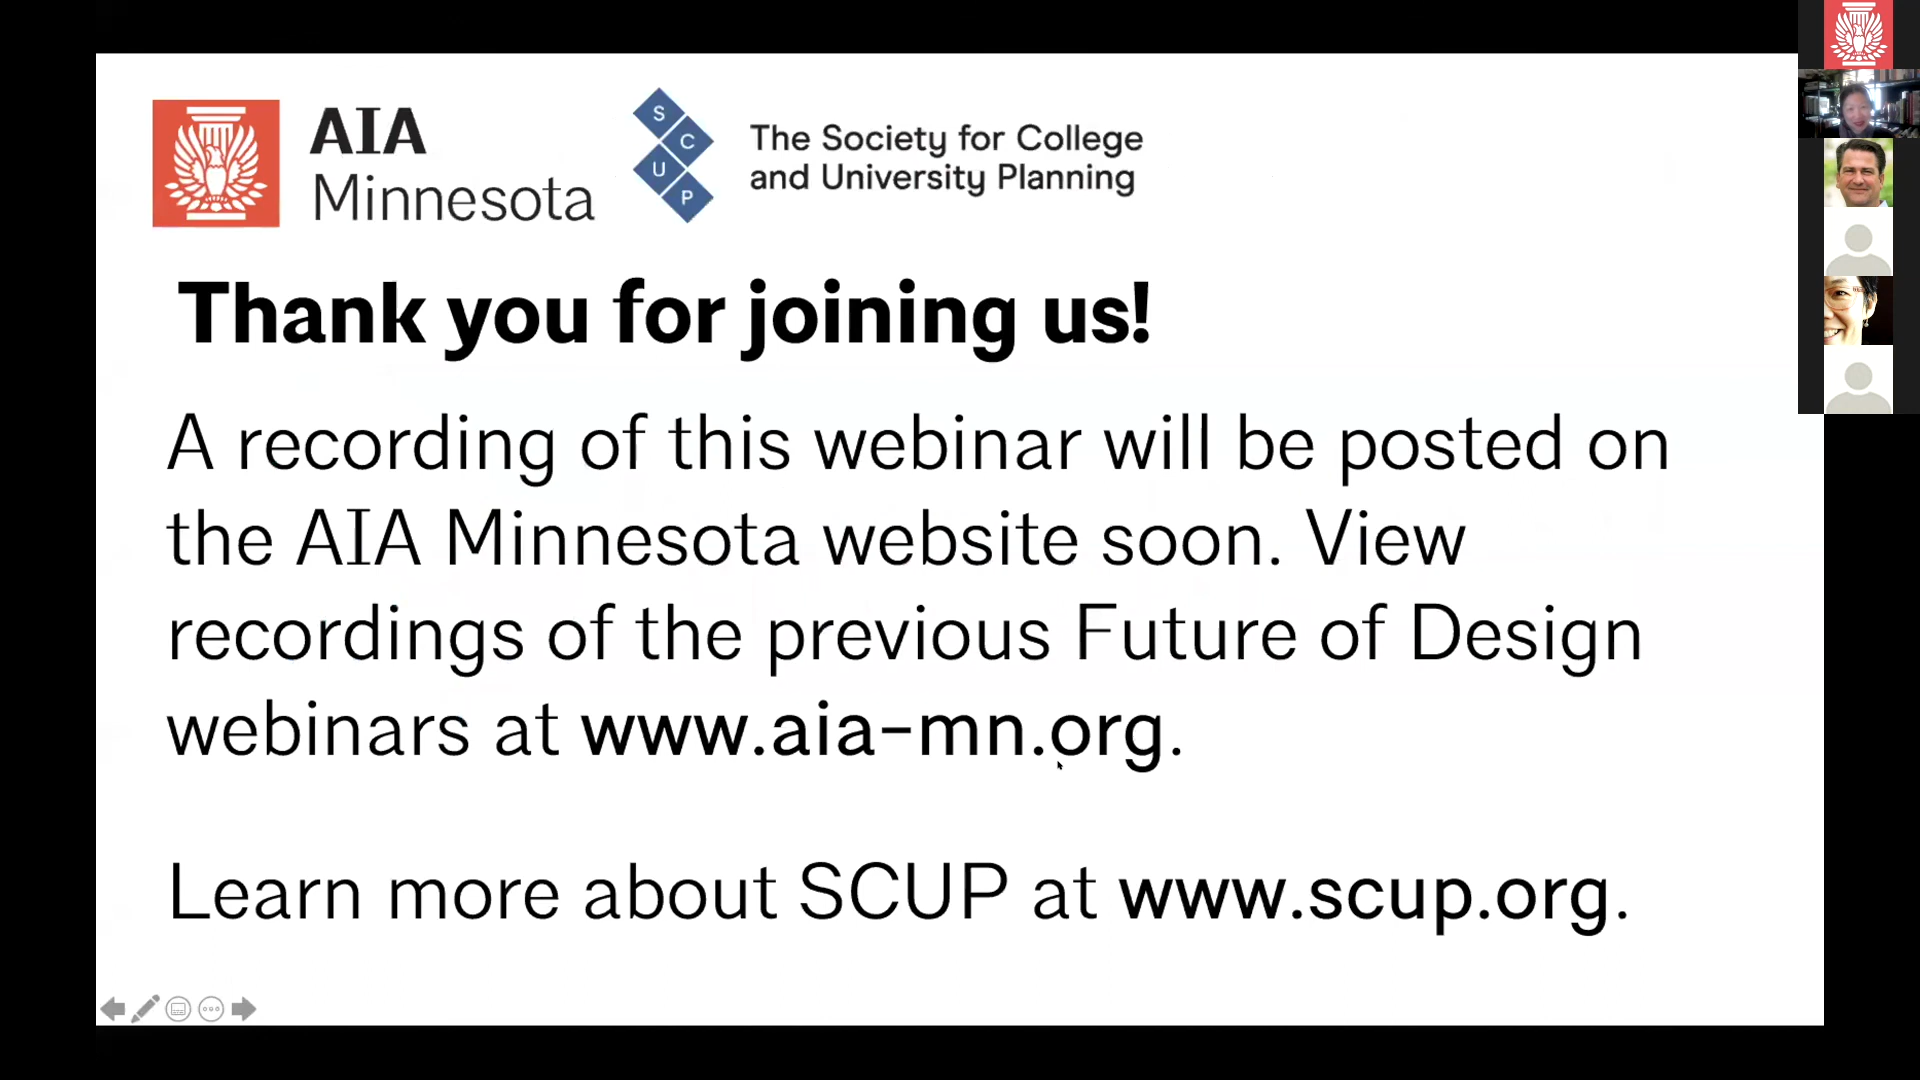 AIA
Minnesota
S
C
U
P
The Society for College
and University Planning
Thank you for joining us!
A recording of this webinar will be posted on
the AIA Minnesota website soon. View
recordings of the previous Future of Design
webinars at www.aia-mn.org.
Learn more about SCUP at www.scup.org.